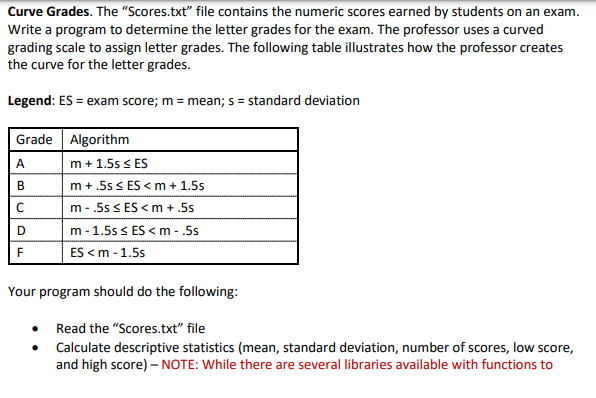 Curve Grades. The “Scores.txt” file contains the numeric scores earned by students on an exam.
Write a program to determine the letter grades for the exam. The professor uses a curved
grading scale to assign letter grades. The following table illustrates how the professor creates
the curve for the letter grades.
Legend: ES = exam score; m = mean; s = standard deviation
Grade Algorithm
A m + 1.5s ≤ ES
B m + .5s ≤ ES < m + 1.5s
C m - .5s ≤ ES < m + .5s
D m - 1.5s ≤ ES < m - .5s
F ES < m - 1.5s
Your program should do the following:
• Read the “Scores.txt” file
• Calculate descriptive statistics (mean, standard deviation, number of scores, low score,
and high score) – NOTE: While there are several libraries available with functions to